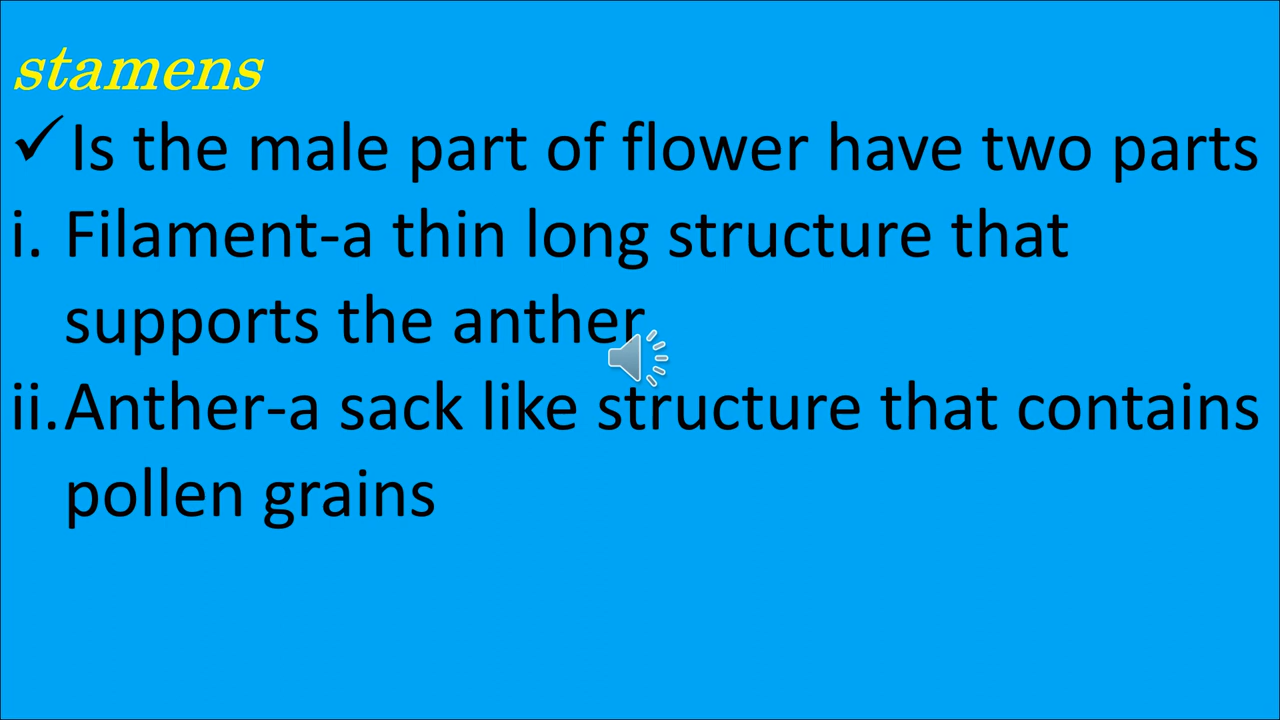 stamens
✓Is the male part of flower have two parts
i. Filament-a thin long structure that
supports the anther
ii. Anther-a sack like structure that contains
pollen grains